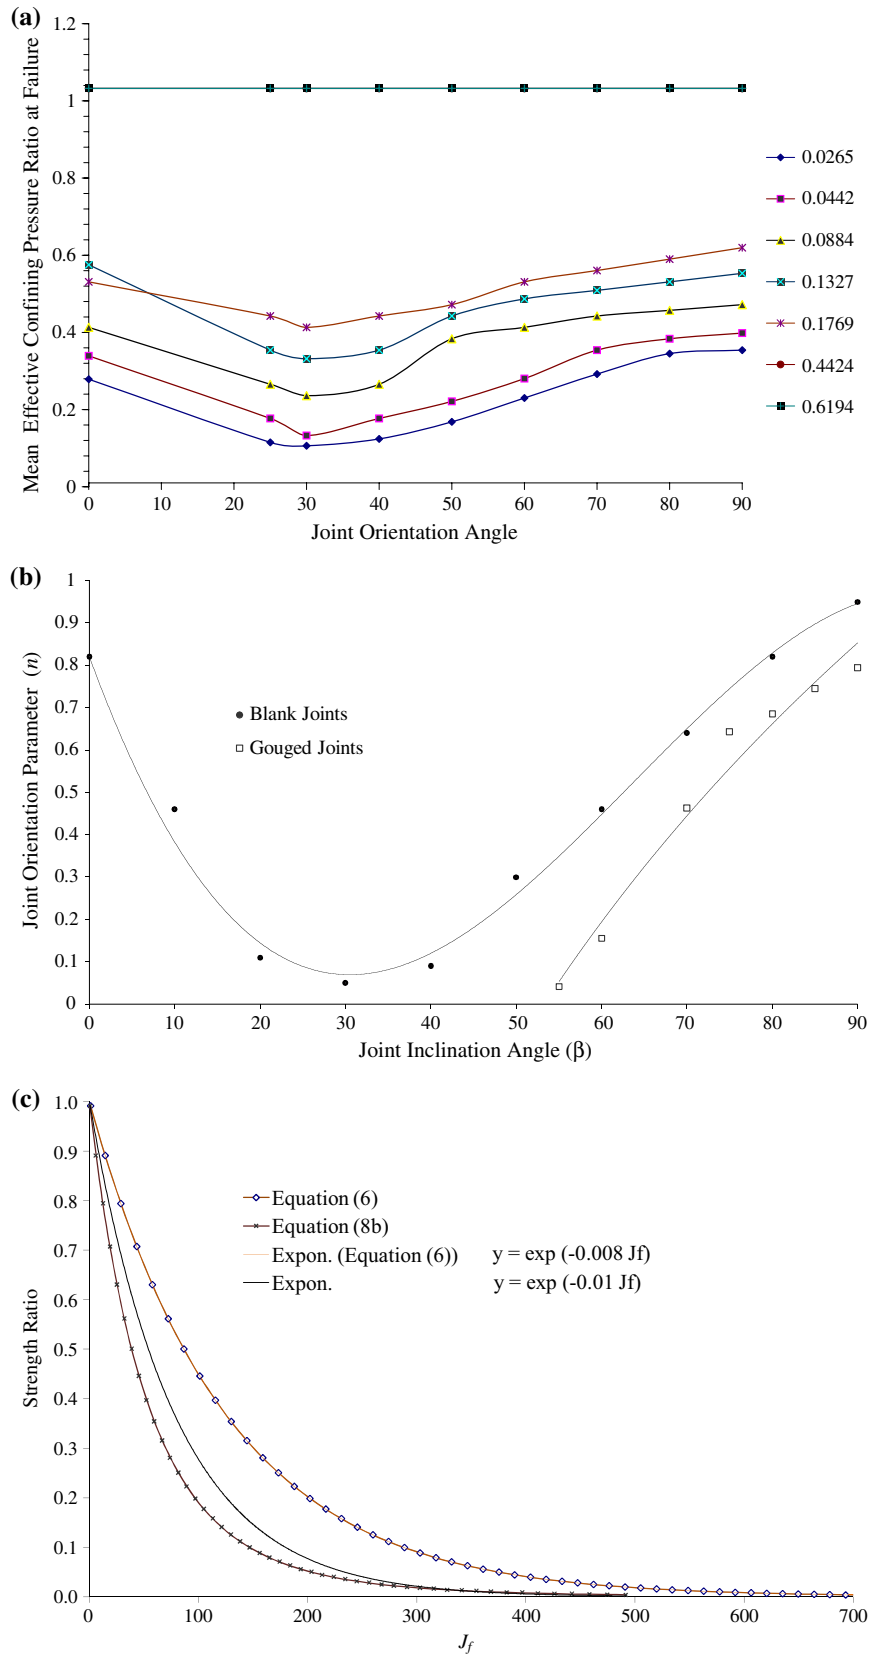 (a)
Mean Effective Confining Pressure Ratio at Failure
1.2
1
0.8
0.6
0.4
0.2
0
0 10 20 30 40 50 60 70 80 90
Joint Orientation Angle
0.0265
0.0442
0.0884
0.1327
0.1769
0.4424
0.6194
(b)
Joint Orientation Parameter (n)
1
0.9
0.8
0.7
0.6
0.5
0.4
0.3
0.2
0.1
0
Blank Joints
Gouged Joints
0 10 20 30 40 50 60 70 80 90
Joint Inclination Angle (β)
(c)
Strength Ratio
1.0
0.9
0.8
0.7
0.6
0.5
0.4
0.3
0.2
0.1
0.0
Equation (6)
Equation (8b)
Expon. (Equation (6)) y = exp (-0.008 Jf)
Expon. y = exp (-0.01 Jf)
0 100 200 300 400 500 600 700
Jf